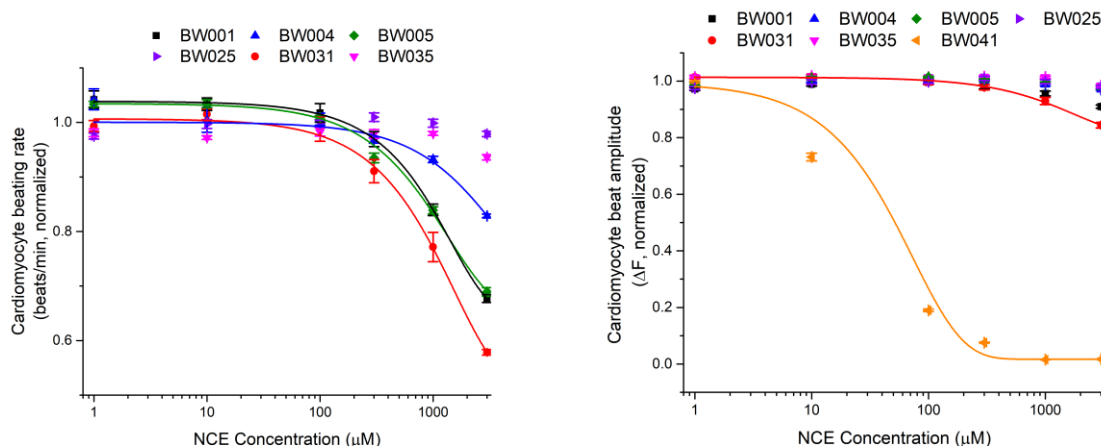 BW001 BW004 BW005
BW025 BW031 BW035
Cardiomyocyte beating rate
(beats/min, normalized)
1.0
0.8
0.6
1 10 100 1000
NCE Concentration (μM)
BW001 BW004 BW005 BW025
BW031 BW035 BW041
Cardiomyocyte beat amplitude
(ΔF, normalized)
1.0
0.8
0.6
0.4
0.2
0.0
1 10 100 1000
NCE Concentration (μM)